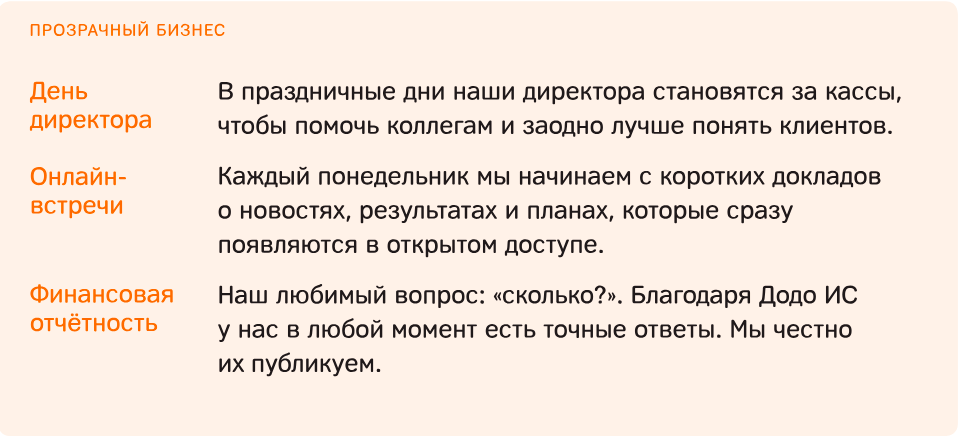 ПРОЗРАЧНЫЙ БИЗНЕС
День
директора
В праздничные дни наши директора становятся за кассы,
чтобы помочь коллегам и заодно лучше понять клиентов.
Онлайн-
встречи
Каждый понедельник мы начинаем с коротких докладов
о новостях, результатах и планах, которые сразу
появляются в открытом доступе.
Финансовая
отчётность
Наш любимый вопрос: «сколько?». Благодаря Додо ИС
у нас в любой момент есть точные ответы. Мы честно
их публикуем.